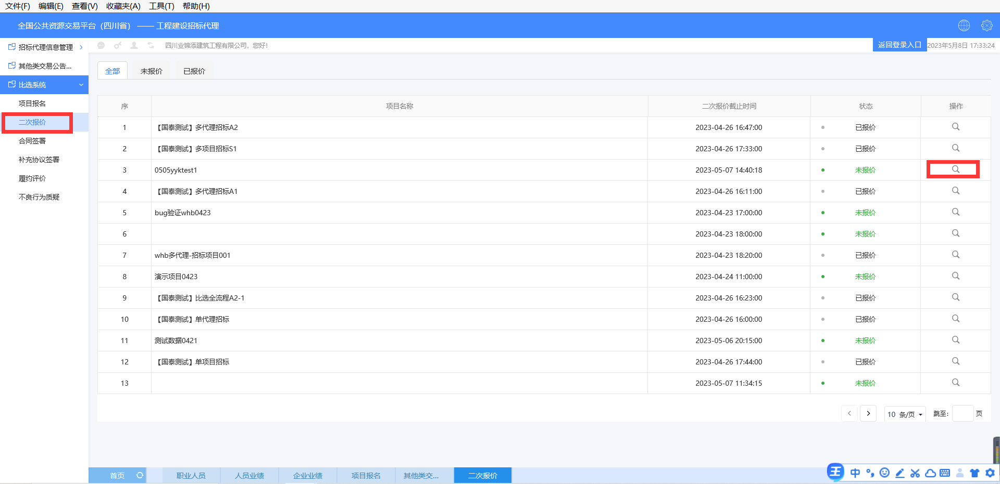 文件(F) 编辑(E) 查看(V) 收藏夹(A) 工具(T) 帮助(H)
全国公共资源交易平台（四川省） —— 工程建设招标代理
招标代理信息管理
四川业锦添建筑工程有限公司，您好!
返回登录入口
2023年5月8日 17:33:24
其他类交易公告...
比选系统
项目报名
二次报价
合同签署
补充协议签署
履约评价
不良行为质疑
全部 未报价 已报价
序 项目名称 二次报价截止时间 状态 操作
1 【国泰测试】多代理招标A2 2023-04-26 16:47:00 已报价
2 【国泰测试】多项目招标S1 2023-04-26 17:33:00 已报价
3 0505yyktest1 2023-05-07 14:40:18 未报价
4 【国泰测试】多代理招标A1 2023-04-26 16:11:00 已报价
5 bug验证whb0423 2023-04-23 17:00:00 未报价
6 2023-04-23 18:00:00 未报价
7 whb多代理-招标项目001 2023-04-23 18:20:00 已报价
8 演示项目0423 2023-04-24 11:00:00 未报价
9 【国泰测试】比选全流程A2-1 2023-04-26 16:23:00 已报价
10 【国泰测试】单代理招标 2023-04-26 16:00:00 已报价
11 测试数据0421 2023-05-06 20:15:00 未报价
12 【国泰测试】单项目招标 2023-04-26 17:44:00 已报价
13 2023-05-07 11:34:15 未报价
10 条/页 跳至: 页
首页 职业人员 人员业绩 企业业绩 项目报名 其他类交... 二次报价
王 中